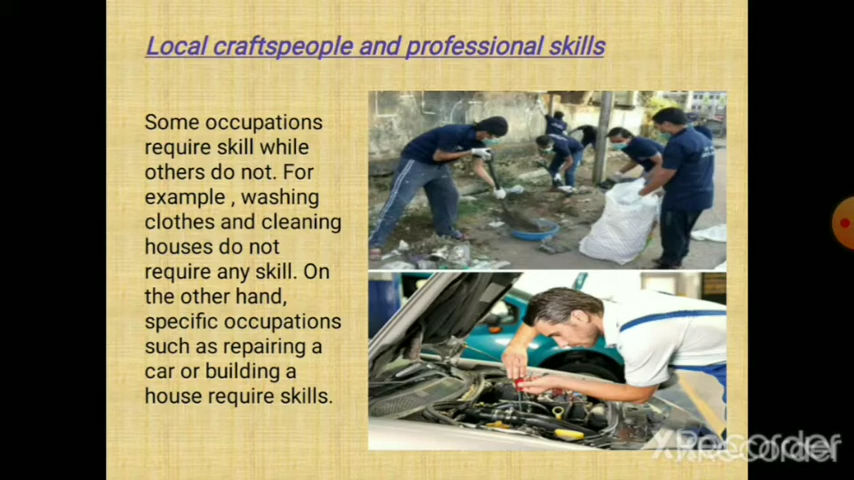 Local craftspeople and professional skills
Some occupations
require skill while
others do not. For
example , washing
clothes and cleaning
houses do not
require any skill. On
the other hand,
specific occupations
such as repairing a
car or building a
house require skills.
XRecorder